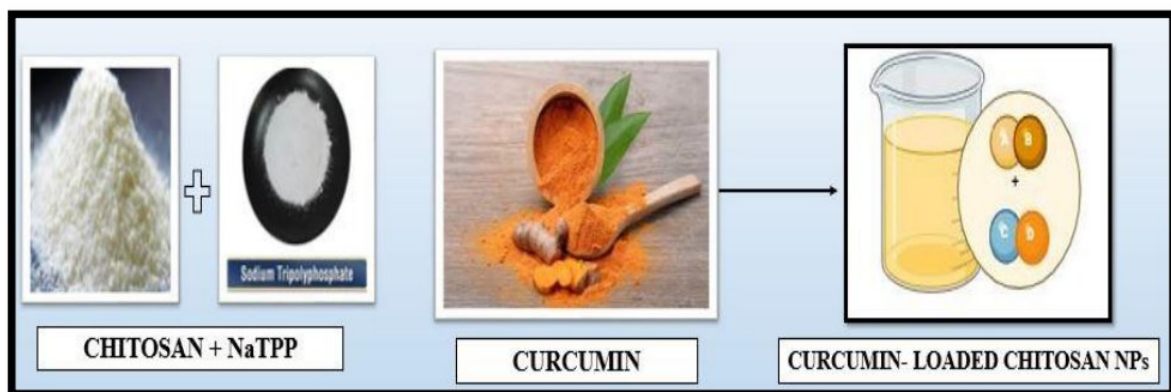 Sodium Tripolyphosphate
A
B
+
C
D
CHITOSAN + NaTPP
CURCUMIN
CURCUMIN- LOADED CHITOSAN NPs